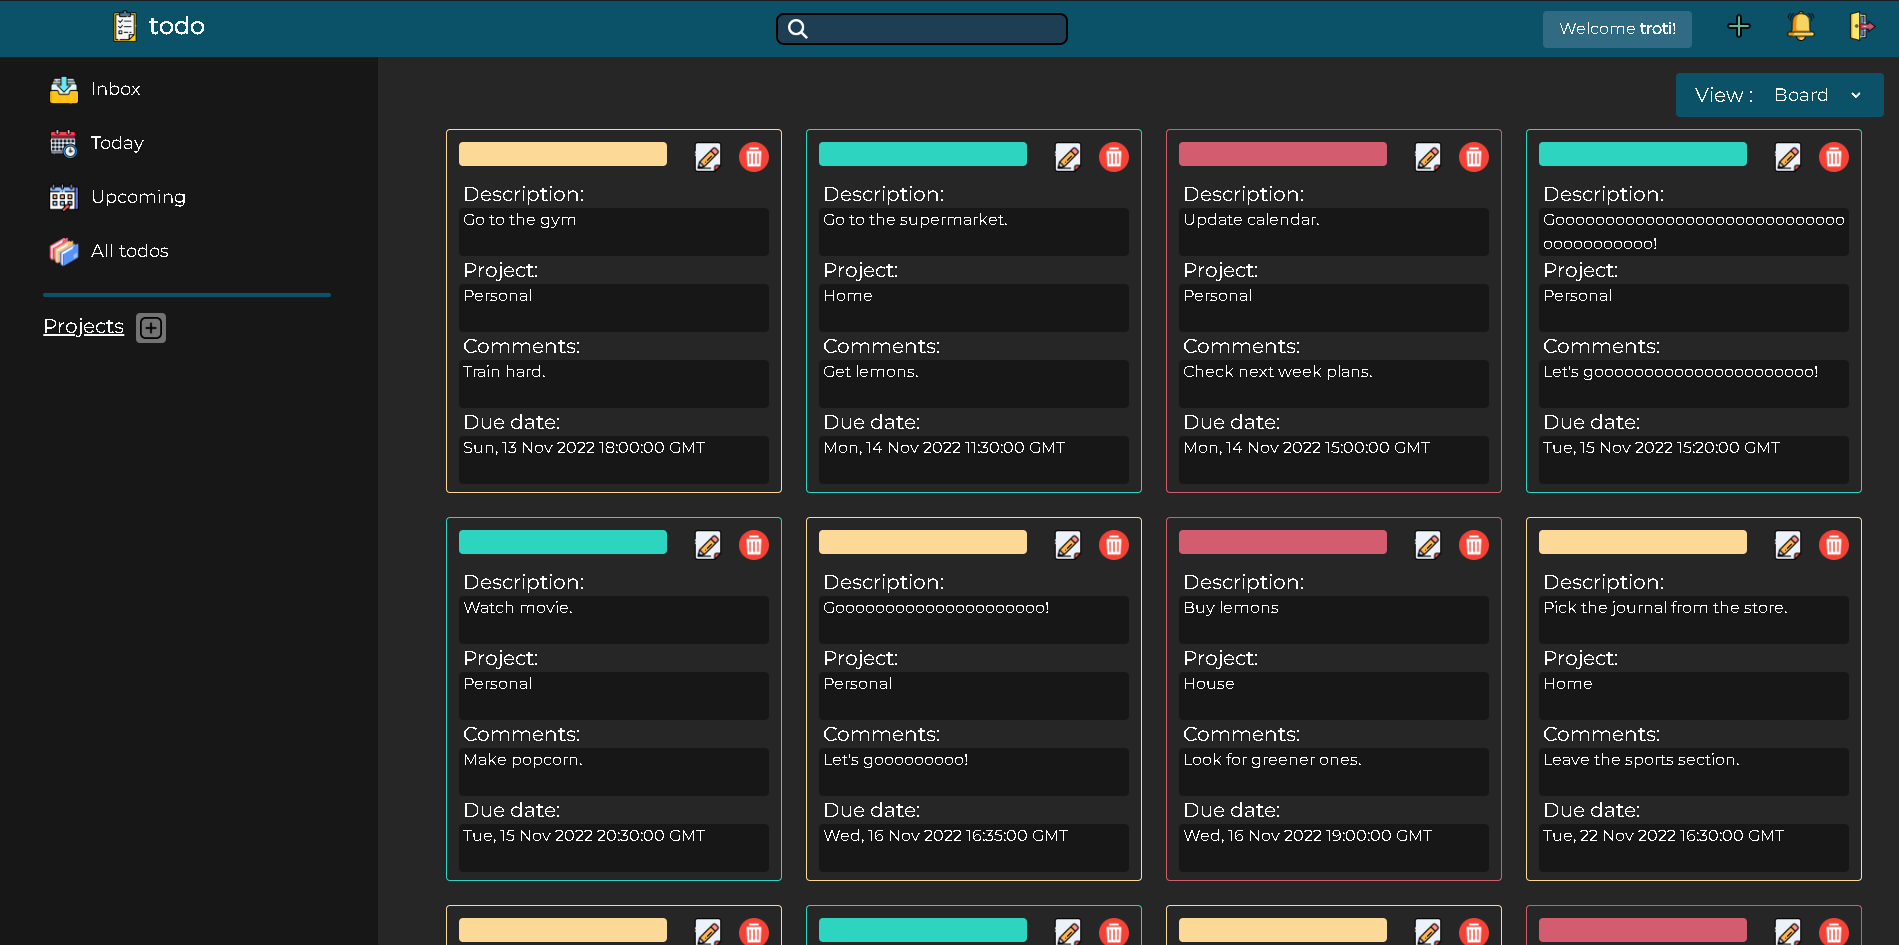 todo
Welcome troti!
Inbox
Today
Upcoming
All todos
Projects
View : Board
Description:
Go to the gym
Project:
Personal
Comments:
Train hard.
Due date:
Sun, 13 Nov 2022 18:00:00 GMT
Description:
Go to the supermarket.
Project:
Home
Comments:
Get lemons.
Due date:
Mon, 14 Nov 2022 11:30:00 GMT
Description:
Update calendar.
Project:
Personal
Comments:
Check next week plans.
Due date:
Mon, 14 Nov 2022 15:00:00 GMT
Description:
Gooooooooooooooooooooooooooooo
ooooooooooo!
Project:
Personal
Comments:
Let's goooooooooooooooooooooo!
Due date:
Tue, 15 Nov 2022 15:20:00 GMT
Description:
Watch movie.
Project:
Personal
Comments:
Make popcorn.
Due date:
Tue, 15 Nov 2022 20:30:00 GMT
Description:
Gooooooooooooooooooooo!
Project:
Personal
Comments:
Let's gooooooooo!
Due date:
Wed, 16 Nov 2022 16:35:00 GMT
Description:
Buy lemons
Project:
House
Comments:
Look for greener ones.
Due date:
Wed, 16 Nov 2022 19:00:00 GMT
Description:
Pick the journal from the store.
Project:
Home
Comments:
Leave the sports section.
Due date:
Tue, 22 Nov 2022 16:30:00 GMT